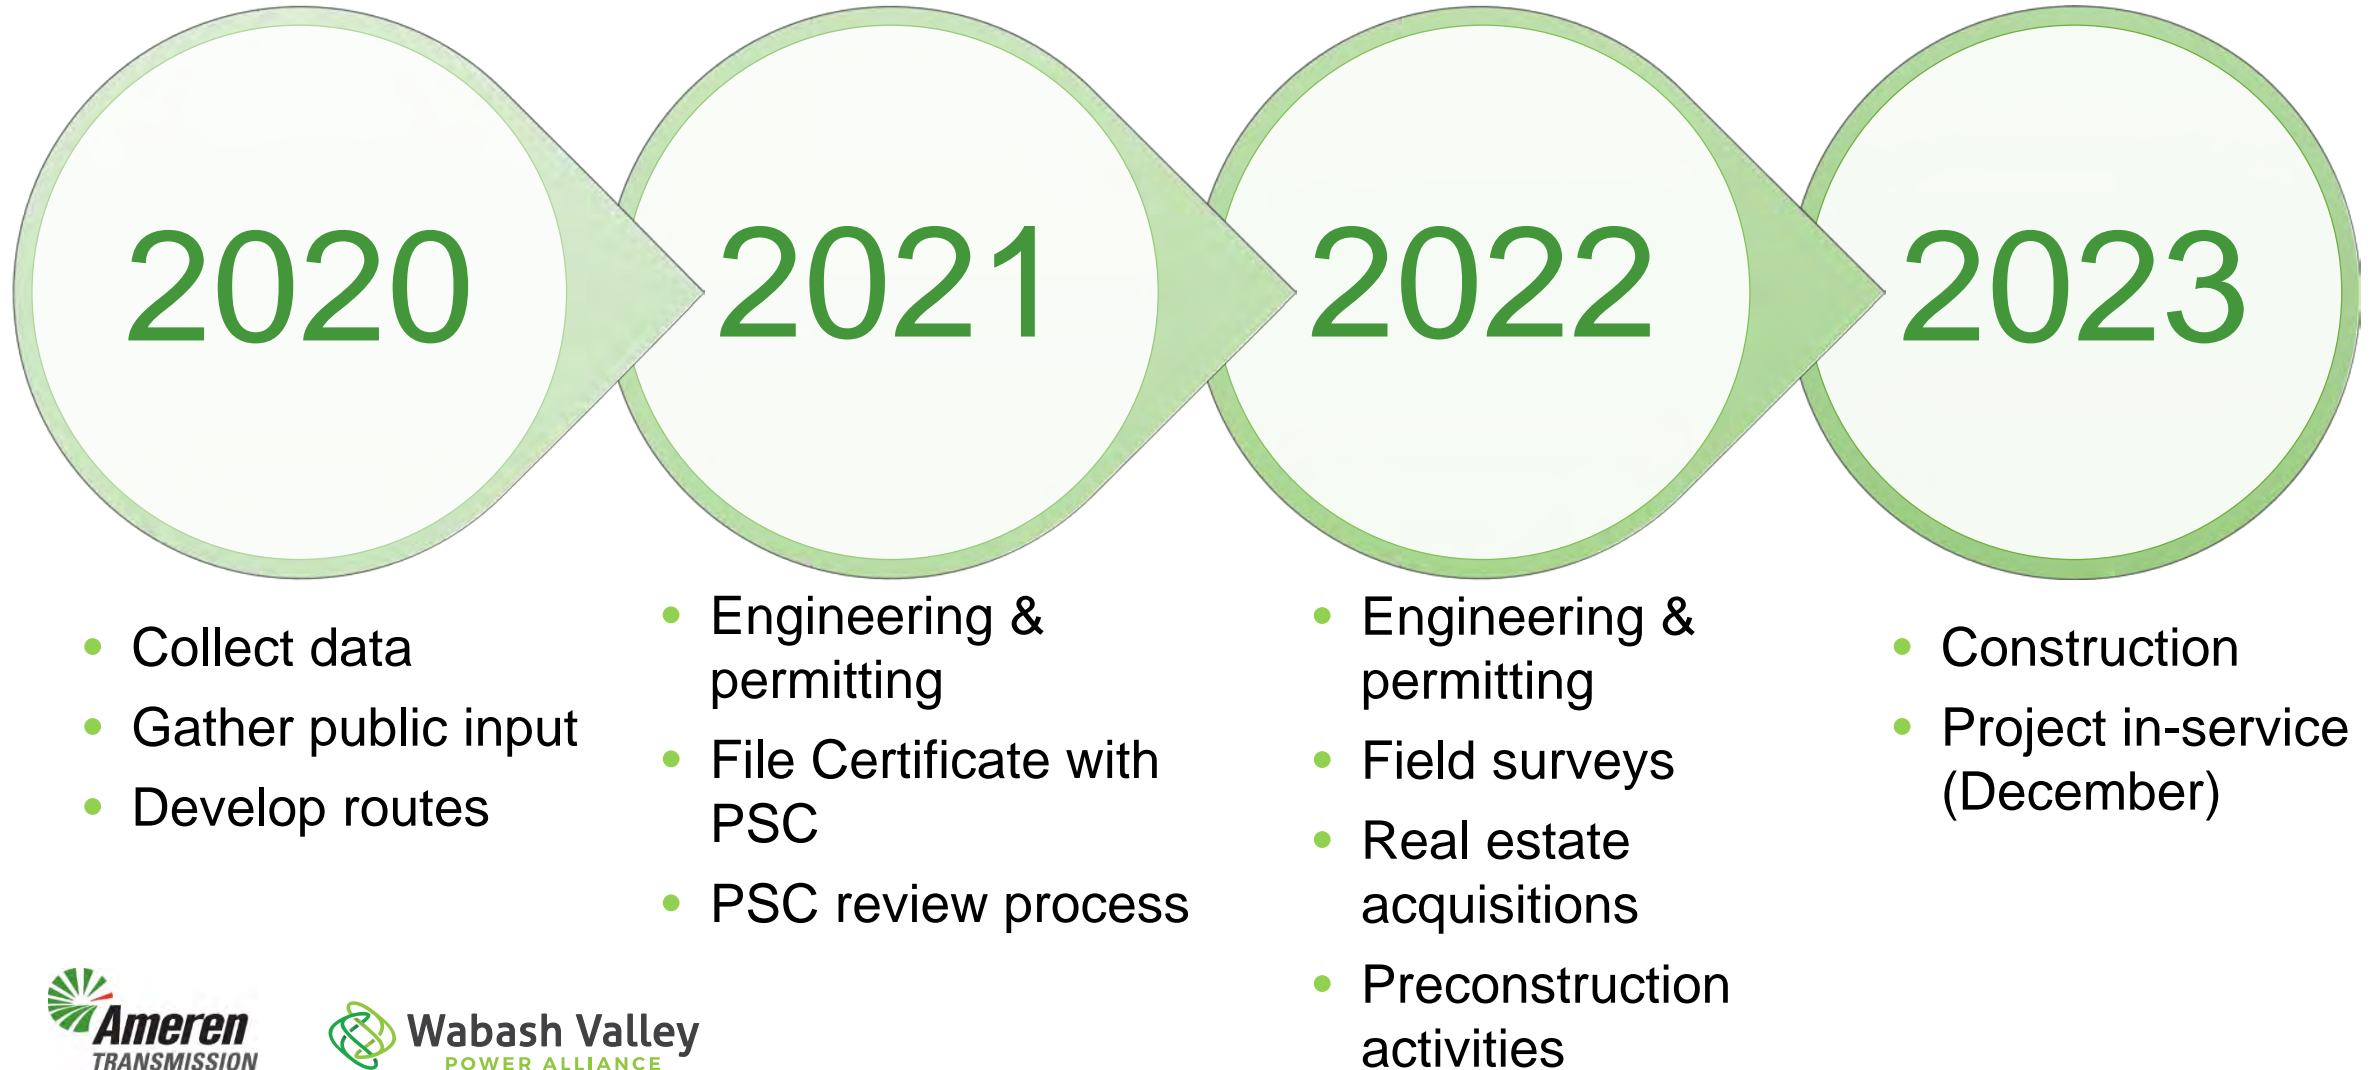 2020
2021
2022
2023
Collect data
Gather public input
Develop routes
Engineering &
permitting
File Certificate with
PSC
PSC review process
Engineering &
permitting
Field surveys
Real estate
acquisitions
Preconstruction
activities
Construction
Project in-service
(December)
Ameren
TRANSMISSION
Wabash Valley
POWER ALLIANCE